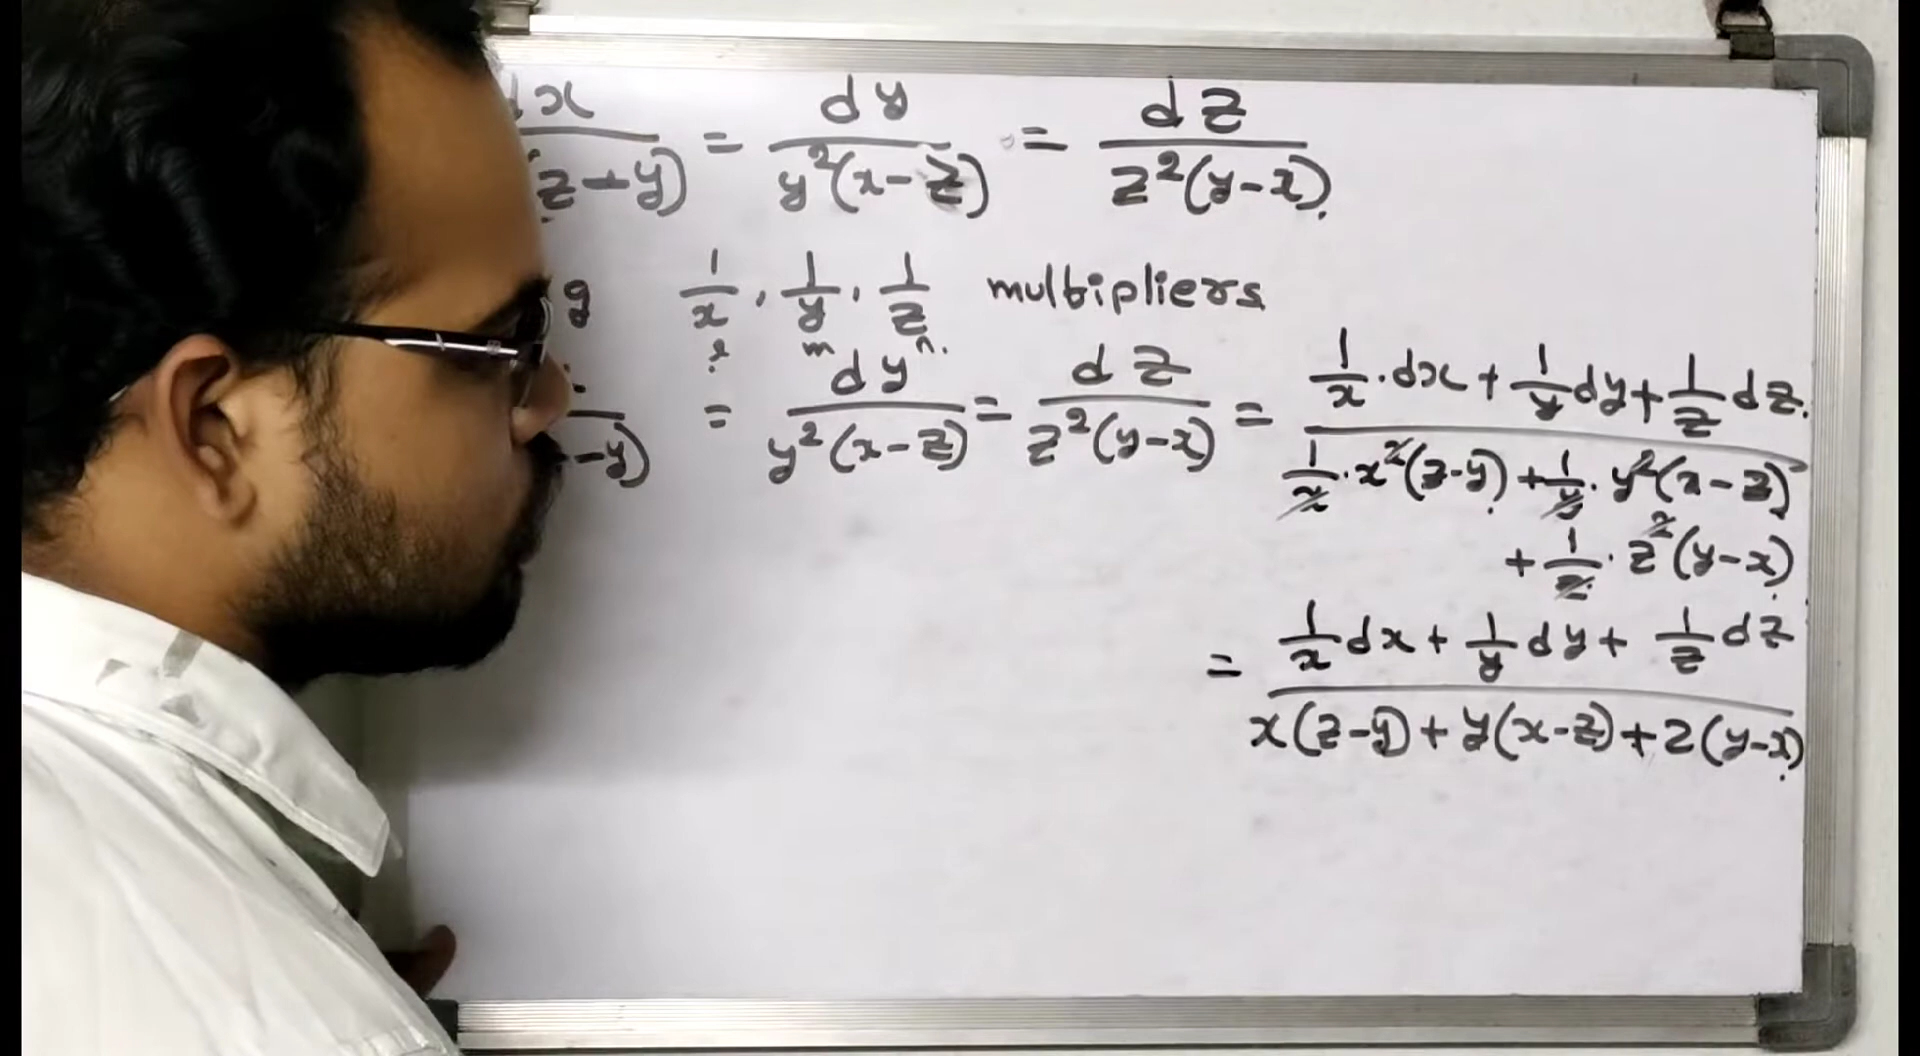 dx/(z-y) = dy/y²(x-z) = dz/z²(y-x).
g 1/x, 1/y, 1/z multipliers
l m n.
/-y) = dy/y²(x-z) = dz/z²(y-x) = (1/x.dx + 1/y dy + 1/z dz.)/(1/x.x²(z-y) + 1/y.y²(x-z)
+ 1/z.z²(y-x))
= (1/x dx + 1/y dy + 1/z dz)/(x(z-y) + y(x-z) + z(y-x))